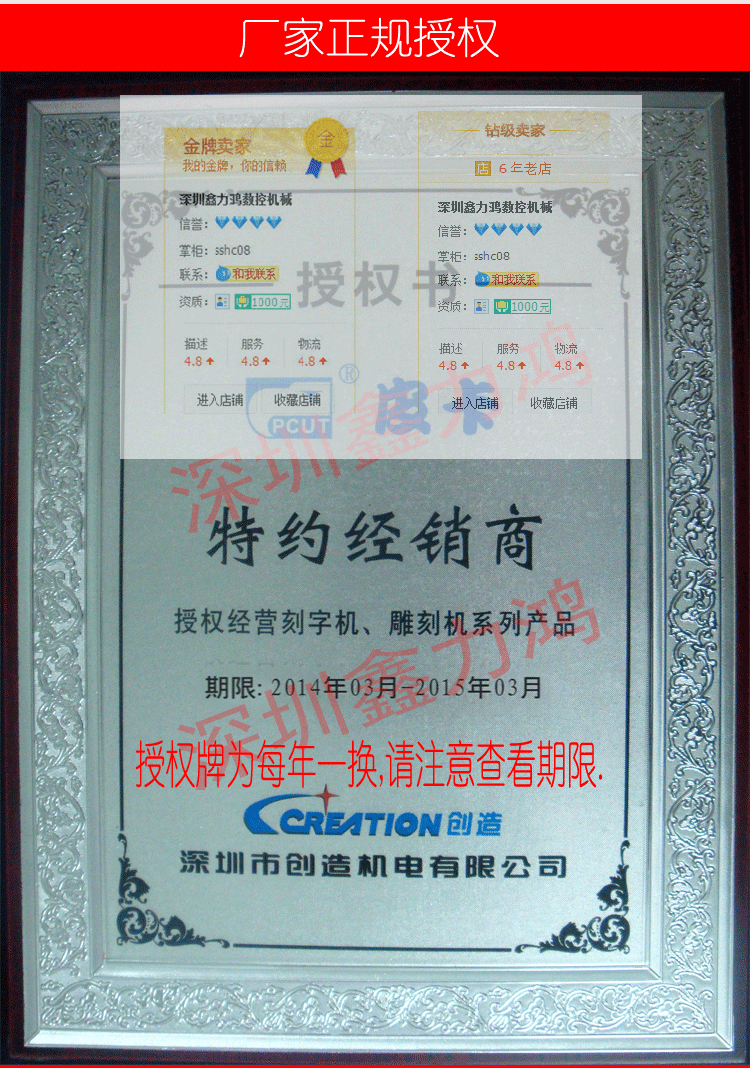 厂家正规授权
金牌卖家
金
我的金牌，你的信赖
深圳鑫力鸿数控机械
信誉：
掌柜：sshc08
联系：和我联系
资质：1000元
描述 服务 物流
4.8 4.8 4.8
进入店铺 收藏店铺
钻级卖家
店 6 年老店
深圳鑫力鸿数控机械
信誉：
掌柜：sshc08
联系：和我联系
资质：1000元
描述 服务 物流
4.8 4.8 4.8
进入店铺 收藏店铺
授权书
PCUT ® 皮卡
深圳鑫力鸿
特约经销商
授权经营刻字机、雕刻机系列产品
深圳鑫力鸿
期限: 2014年03月-2015年03月
授权牌为每年一换,请注意查看期限.
CREATION 创造
深圳市创造机电有限公司